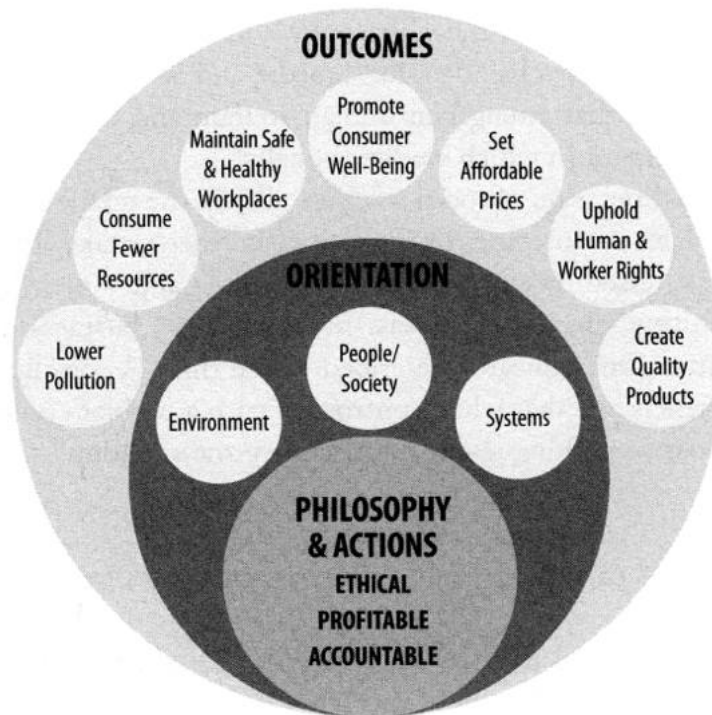 OUTCOMES
Promote
Consumer
Well-Being
Maintain Safe
& Healthy
Workplaces
Set
Affordable
Prices
Consume
Fewer
Resources
Uphold
Human &
Worker Rights
Lower
Pollution
Create
Quality
Products
ORIENTATION
People/
Society
Environment
Systems
PHILOSOPHY
& ACTIONS
ETHICAL
PROFITABLE
ACCOUNTABLE